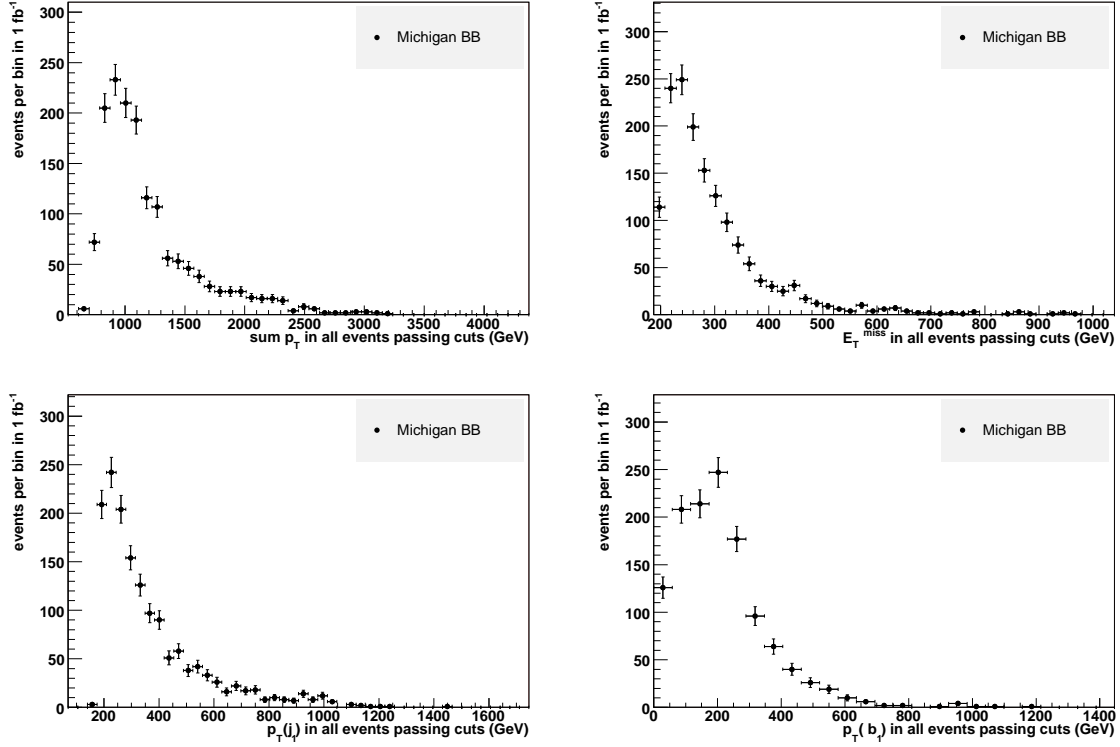 events per bin in 1 fb-1
300
250
200
150
100
50
0
Michigan BB
1000 1500 2000 2500 3000 3500 4000
sum pT in all events passing cuts (GeV)
events per bin in 1 fb-1
300
250
200
150
100
50
0
Michigan BB
200 300 400 500 600 700 800 900 1000
ET miss in all events passing cuts (GeV)
events per bin in 1 fb-1
300
250
200
150
100
50
0
Michigan BB
200 400 600 800 1000 1200 1400 1600
pT(j1) in all events passing cuts (GeV)
events per bin in 1 fb-1
300
250
200
150
100
50
0
Michigan BB
0 200 400 600 800 1000 1200 1400
pT( b1) in all events passing cuts (GeV)